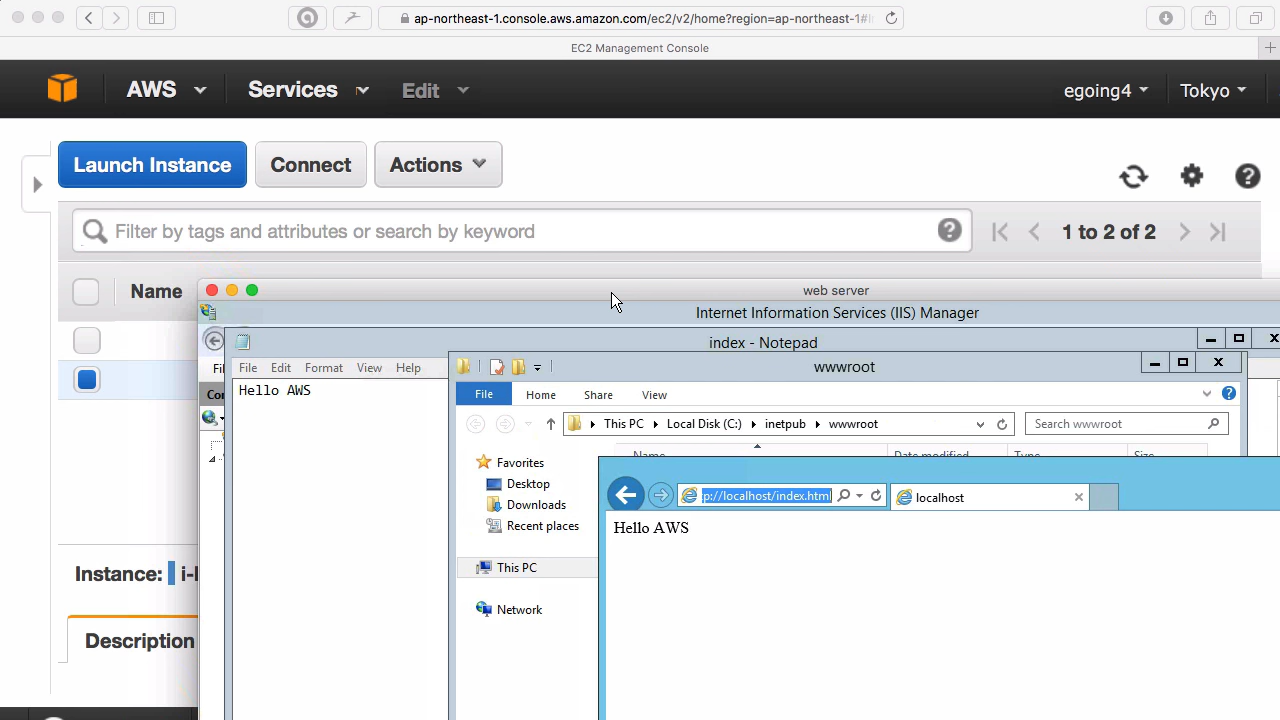 ap-northeast-1.console.aws.amazon.com/ec2/v2/home?region=ap-northeast-1#
EC2 Management Console
AWS Services Edit egoing4 Tokyo
Launch Instance Connect Actions
Filter by tags and attributes or search by keyword 1 to 2 of 2
Name
web server
Internet Information Services (IIS) Manager
index - Notepad
File Edit Format View Help
Hello AWS
wwwroot
File Home Share View
This PC Local Disk (C:) inetpub wwwroot Search wwwroot
Name Date modified Type Size
Favorites
Desktop
Downloads
Recent places
This PC
Network
p://localhost/index.html localhost
Hello AWS
Instance: i-
Description